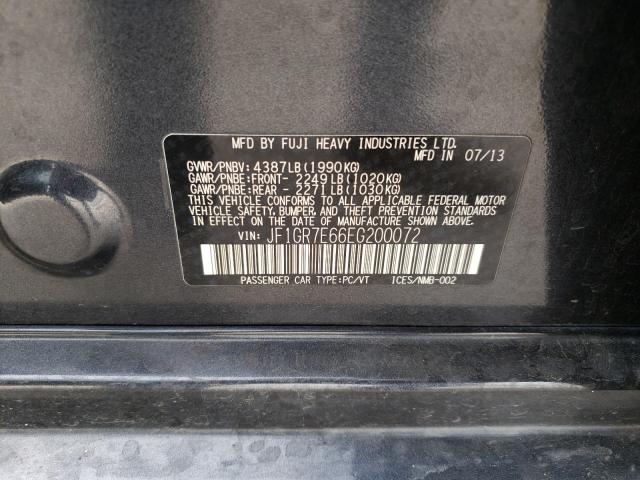 MFD BY FUJI HEAVY INDUSTRIES LTD.
MFD IN 07/13
GVWR/PNBV: 4387LB(1990KG)
GAWR/PNBE:FRONT- 2249LB(1020KG)
GAWR/PNBE:REAR - 2271LB(1030KG)
THIS VEHICLE CONFORMS TO ALL APPLICABLE FEDERAL MOTOR
VEHICLE SAFETY, BUMPER, AND THEFT PREVENTION STANDARDS
IN EFFECT ON THE DATE OF MANUFACTURE SHOWN ABOVE.
VIN: JF1GR7E66EG200072
PASSENGER CAR TYPE:PC/VT ICES/NMB-002